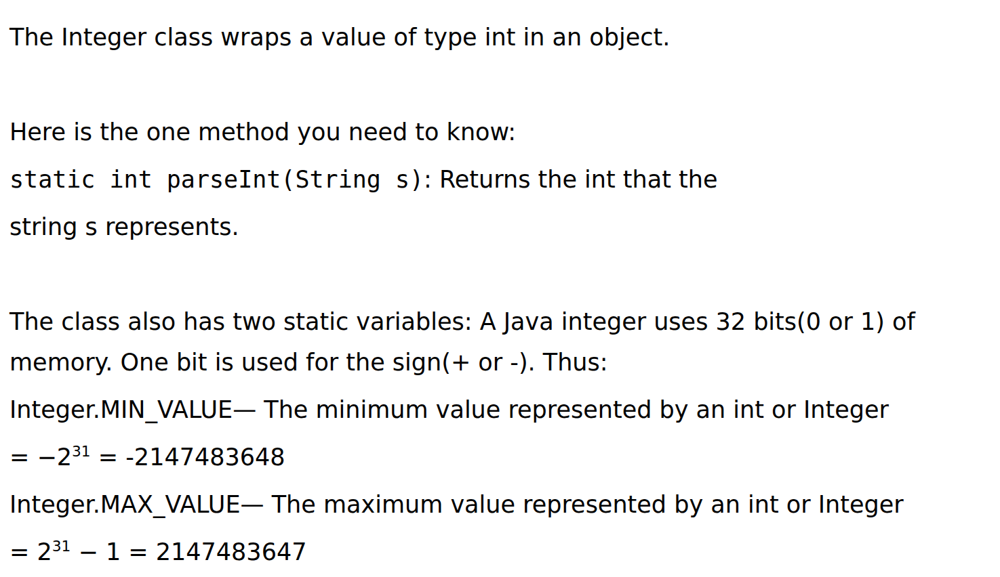 The Integer class wraps a value of type int in an object.
Here is the one method you need to know:
static int parseInt(String s): Returns the int that the
string s represents.
The class also has two static variables: A Java integer uses 32 bits(0 or 1) of
memory. One bit is used for the sign(+ or -). Thus:
Integer.MIN_VALUE— The minimum value represented by an int or Integer
= −2³¹ = -2147483648
Integer.MAX_VALUE— The maximum value represented by an int or Integer
= 2³¹ − 1 = 2147483647